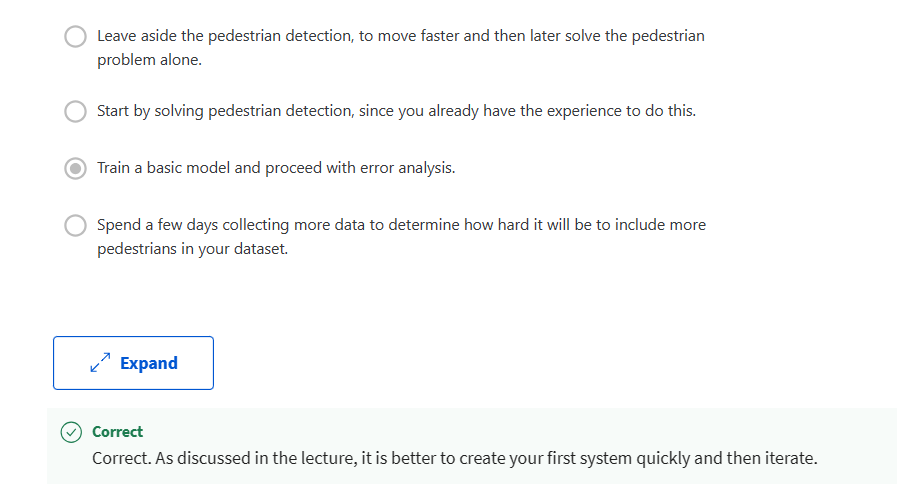 Leave aside the pedestrian detection, to move faster and then later solve the pedestrian
problem alone.
Start by solving pedestrian detection, since you already have the experience to do this.
Train a basic model and proceed with error analysis.
Spend a few days collecting more data to determine how hard it will be to include more
pedestrians in your dataset.
Expand
Correct
Correct. As discussed in the lecture, it is better to create your first system quickly and then iterate.